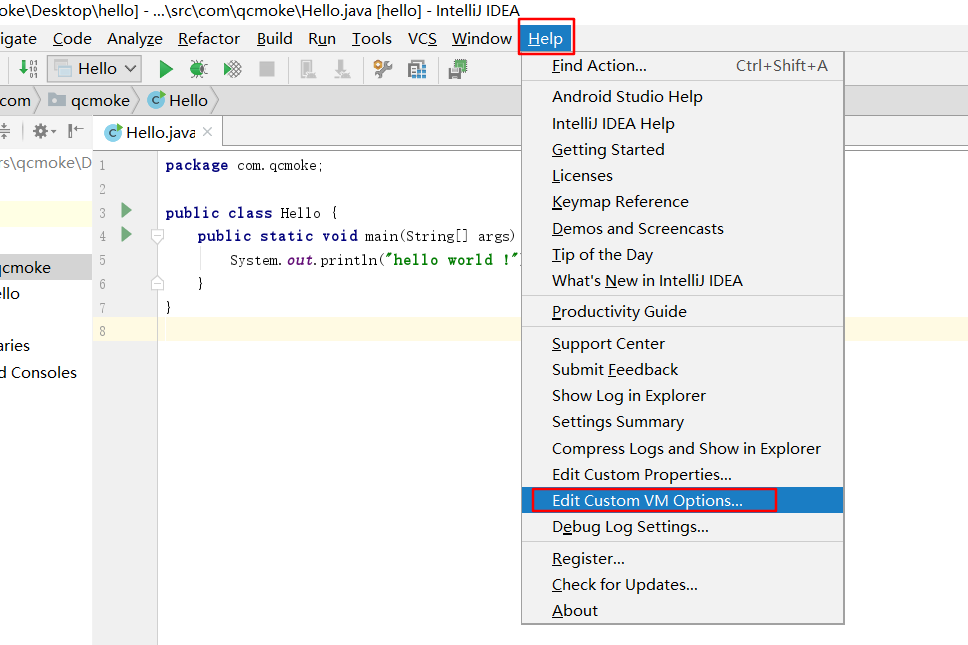 oke\Desktop\hello] - ...\src\com\qcmoke\Hello.java [hello] - IntelliJ IDEA
igate Code Analyze Refactor Build Run Tools VCS Window Help
Hello
com qcmoke Hello
Hello.java
rs\qcmoke\D
qcmoke
llo
aries
d Consoles
1 package com.qcmoke;
2
3 public class Hello {
4 public static void main(String[] args)
5 System.out.println("hello world !")
6 }
7 }
8
Find Action... Ctrl+Shift+A
Android Studio Help
IntelliJ IDEA Help
Getting Started
Licenses
Keymap Reference
Demos and Screencasts
Tip of the Day
What's New in IntelliJ IDEA
Productivity Guide
Support Center
Submit Feedback
Show Log in Explorer
Settings Summary
Compress Logs and Show in Explorer
Edit Custom Properties...
Edit Custom VM Options...
Debug Log Settings...
Register...
Check for Updates...
About